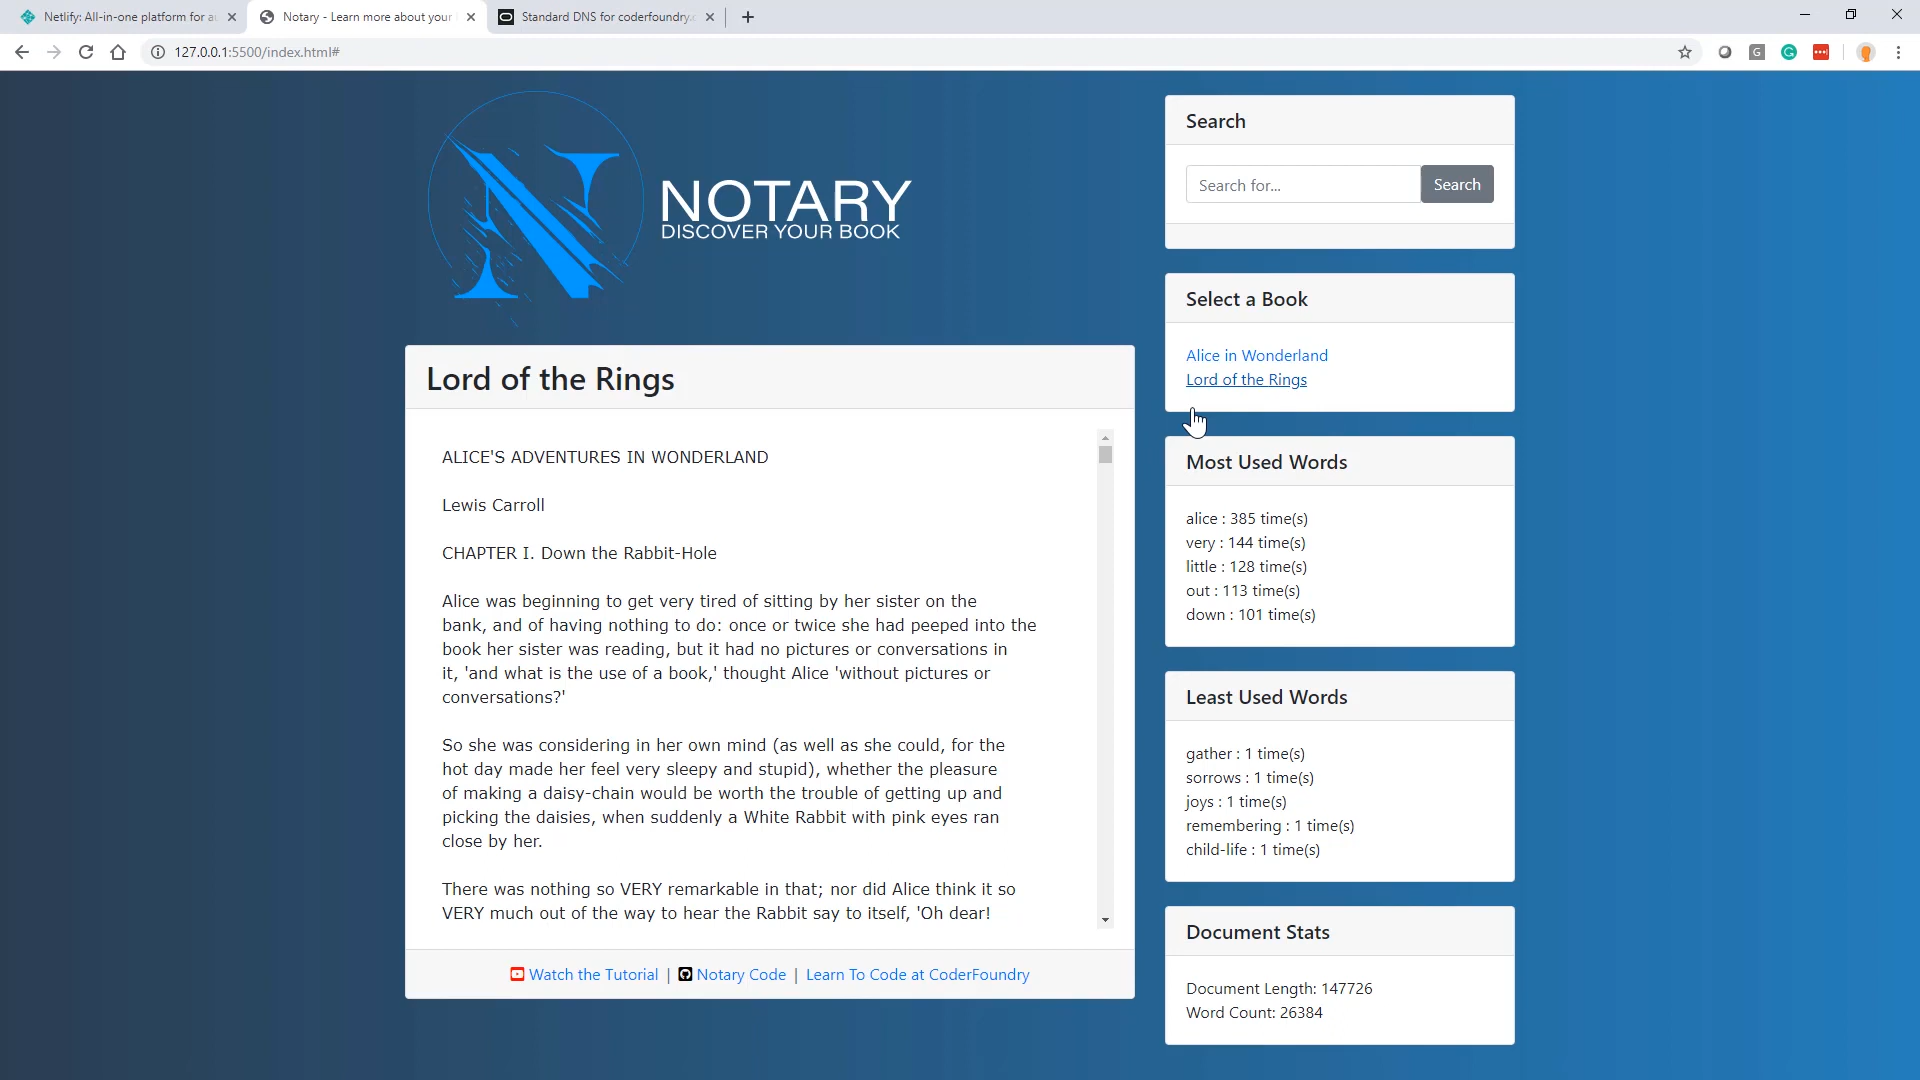 Netlify: All-in-one platform for au
Notary - Learn more about your
Standard DNS for coderfoundry.c
127.0.0.1:5500/index.html#
NOTARY
DISCOVER YOUR BOOK
Search
Search for...
Search
Select a Book
Alice in Wonderland
Lord of the Rings
Lord of the Rings
ALICE'S ADVENTURES IN WONDERLAND
Lewis Carroll
CHAPTER I. Down the Rabbit-Hole
Alice was beginning to get very tired of sitting by her sister on the
bank, and of having nothing to do: once or twice she had peeped into the
book her sister was reading, but it had no pictures or conversations in
it, 'and what is the use of a book,' thought Alice 'without pictures or
conversations?'
So she was considering in her own mind (as well as she could, for the
hot day made her feel very sleepy and stupid), whether the pleasure
of making a daisy-chain would be worth the trouble of getting up and
picking the daisies, when suddenly a White Rabbit with pink eyes ran
close by her.
There was nothing so VERY remarkable in that; nor did Alice think it so
VERY much out of the way to hear the Rabbit say to itself, 'Oh dear!
Watch the Tutorial | Notary Code | Learn To Code at CoderFoundry
Most Used Words
alice : 385 time(s)
very : 144 time(s)
little : 128 time(s)
out : 113 time(s)
down : 101 time(s)
Least Used Words
gather : 1 time(s)
sorrows : 1 time(s)
joys : 1 time(s)
remembering : 1 time(s)
child-life : 1 time(s)
Document Stats
Document Length: 147726
Word Count: 26384